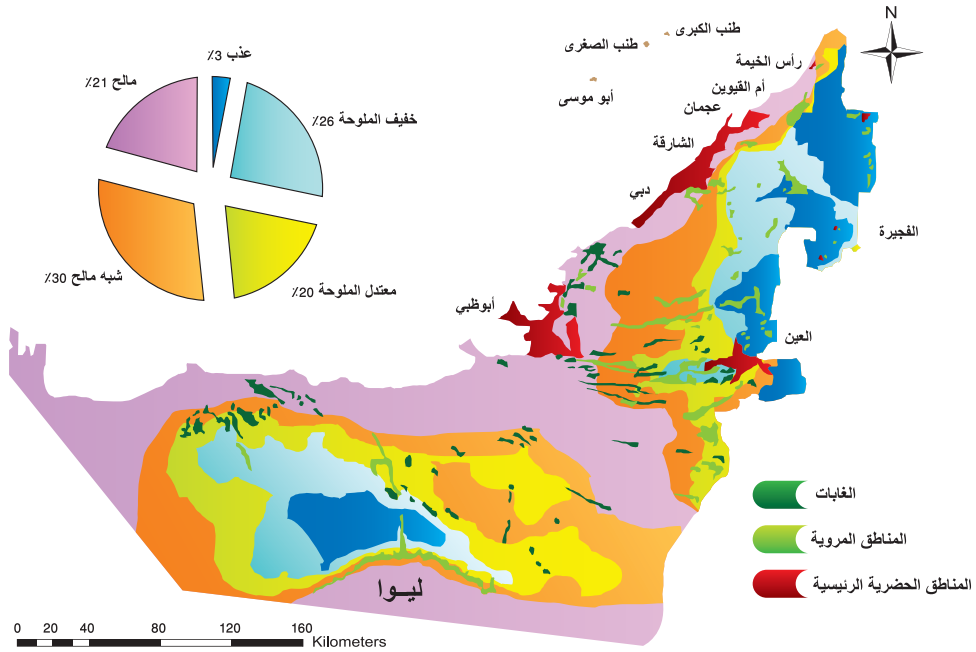 طنب الكبرى
طنب الصغرى
أبو موسى
N
رأس الخيمة
أم القيوين
عجمان
الشارقة
دبي
الفجيرة
أبوظبي
العين
ليوا
عذب 3٪
مالح 21٪
خفيف الملوحة 26٪
شبه مالح 30٪
معتدل الملوحة 20٪
الغابات
المناطق المروية
المناطق الحضرية الرئيسية
0 20 40 80 120 160
Kilometers